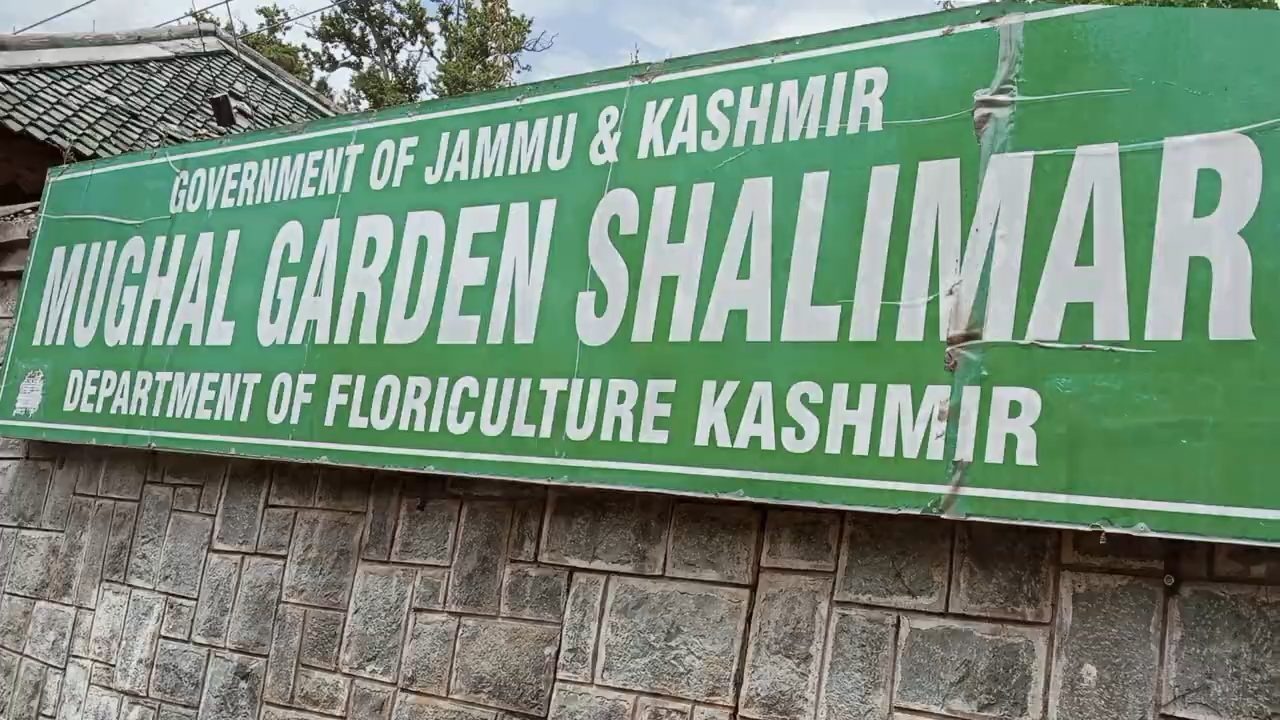 GOVERNMENT OF JAMMU & KASHMIR
MUGHAL GARDEN SHALIMAR
DEPARTMENT OF FLORICULTURE KASHMIR